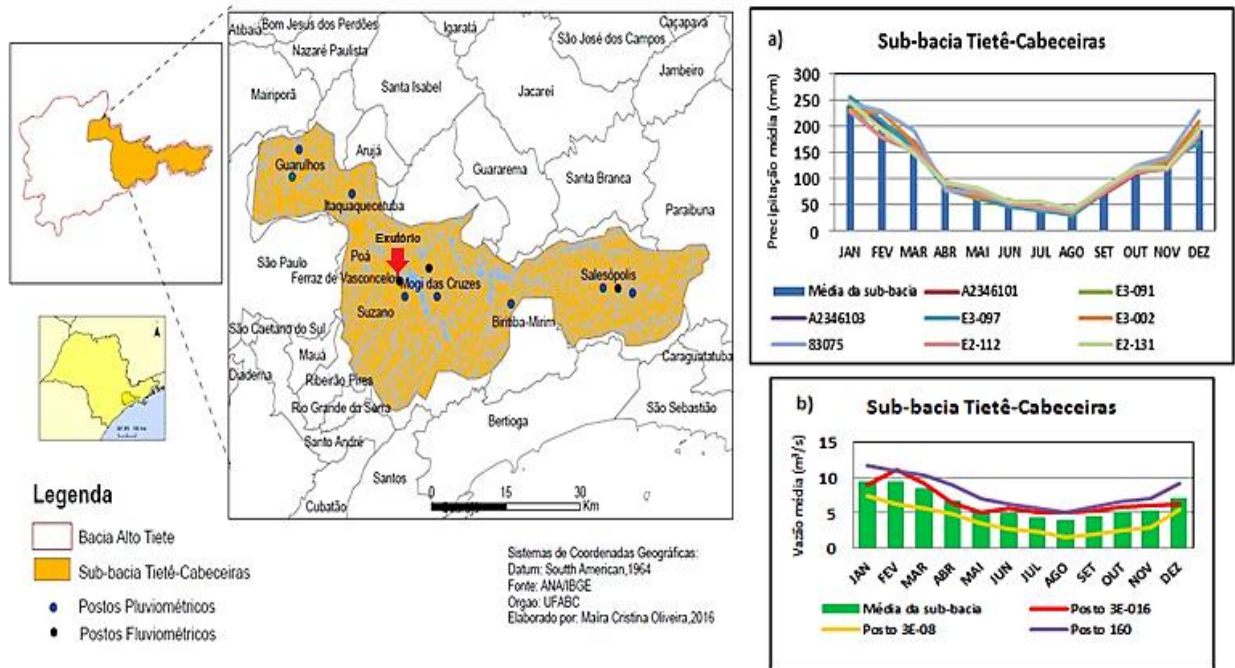 Atibaia
Bom Jesus dos Perdões
Nazaré Paulista
Igaratá
São José dos Campos
Caçapava
Jambeiro
Mairiporã
Santa Isabel
Jacareí
Guarulhos
Arujá
Guararema
Santa Branca
Paraibuna
Itaquaquecetuba
São Paulo
Poá
Exutório
Ferraz de Vasconcelos
Mogi das Cruzes
Salesópolis
Suzano
Biritiba-Mirim
São Caetano do Sul
Mauá
Diadema
Ribeirão Pires
Rio Grande da Serra
Santo André
Caraguatatuba
São Sebastião
Bertioga
Santos
Cubatão
0 15 30
Km
Legenda
Bacia Alto Tiete
Sub-bacia Tietê-Cabeceiras
Postos Pluviométricos
Postos Fluviométricos
Sistemas de Coordenadas Geográficas:
Datum: Soutth American,1964
Fonte: ANA/IBGE
Orgao: UFABC
Elaborado por: Maíra Cristina Oliveira,2016
a) Sub-bacia Tietê-Cabeceiras
Precipitação média (mm)
300
250
200
150
100
50
0
JAN FEV MAR ABR MAI JUN JUL AGO SET OUT NOV DEZ
Média da sub-bacia A2346101 E3-091
A2346103 E3-097 E3-002
83075 E2-112 E2-131
b) Sub-bacia Tietê-Cabeceiras
Vazão média (m³/s)
15
10
5
0
JAN FEV MAR ABR MAI JUN JUL AGO SET OUT NOV DEZ
Média da sub-bacia Posto 3E-016
Posto 3E-08 Posto 160